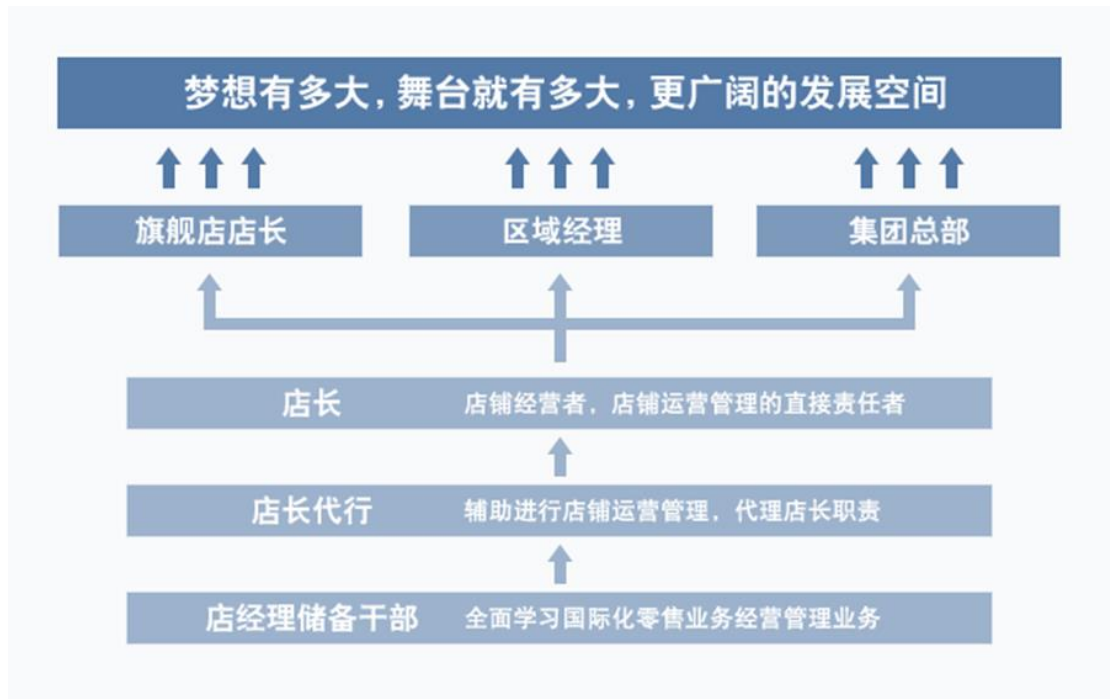 梦想有多大，舞台就有多大，更广阔的发展空间
旗舰店店长
区域经理
集团总部
店长 店铺经营者，店铺运营管理的直接责任者
店长代行 辅助进行店铺运营管理，代理店长职责
店经理储备干部 全面学习国际化零售业务经营管理业务